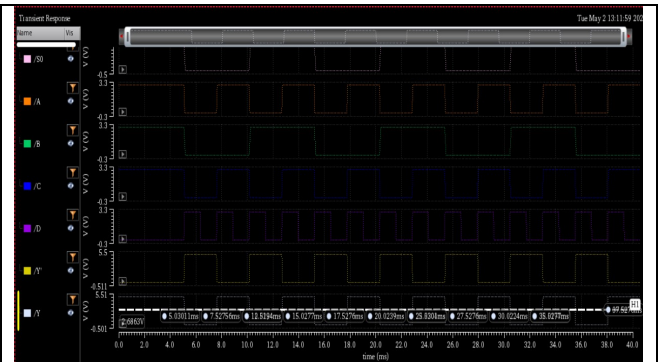 Transient Response
Tue May 2 13:11:59 202
Name Vis
/S0
-0.5
3.3
/A
-0.3
3.3
/B
-0.3
3.3
/C
-0.3
3.3
/D
-0.3
5.5
/Y'
-0.511
5.51
H1
/Y
5.03011ms 7.52756ms 12.5194ms 15.0277ms 17.5276ms 20.0239ms 25.0301ms 27.5276ms 30.0224ms 35.0277ms
-0.501
0.0 2.0 4.0 6.0 8.0 10.0 12.0 14.0 16.0 18.0 20.0 22.0 24.0 26.0 28.0 30.0 32.0 34.0 36.0 38.0 40.0
time (ms)